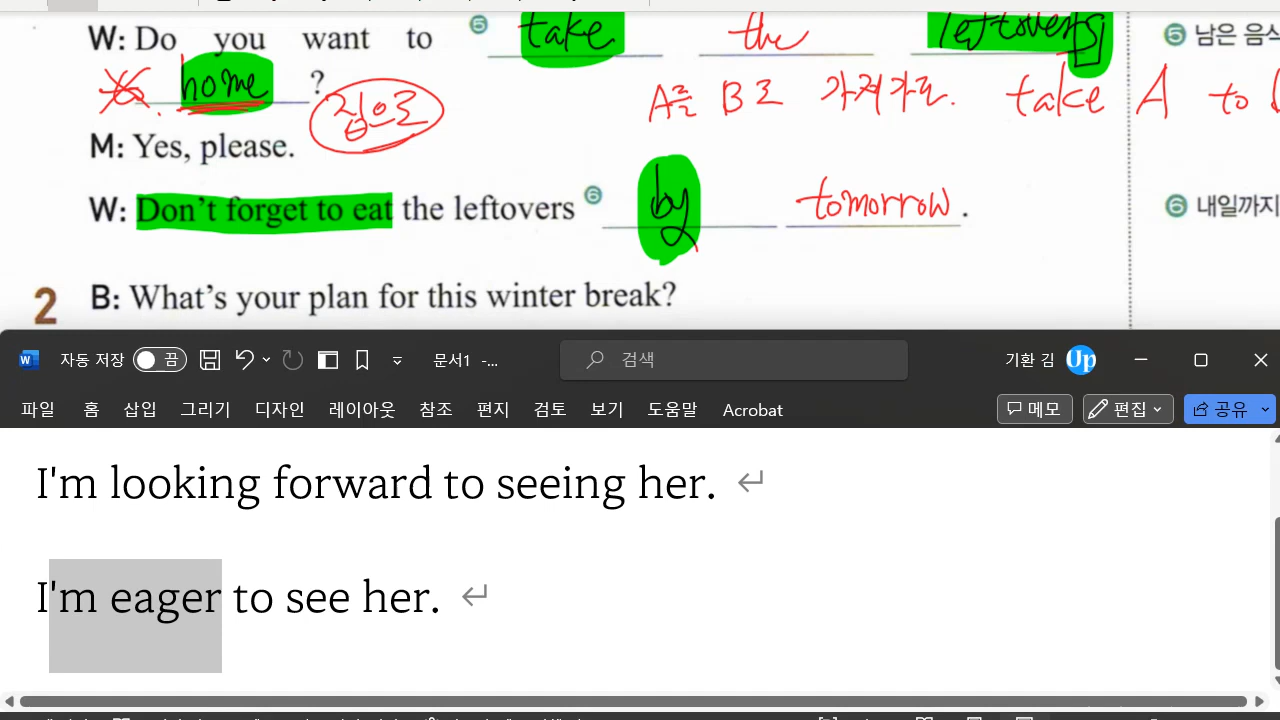 W: Do you want to ⑤ take the leftovers
home ?
⑤ 남은 음식
집으로
A를 B로 가져가다. take A to
M: Yes, please.
W: Don't forget to eat the leftovers ⑥ by tomorrow.
⑥ 내일까지
2 B: What's your plan for this winter break?
자동 저장 끔 문서1 -... 검색 기환 김 Up
파일 홈 삽입 그리기 디자인 레이아웃 참조 편지 검토 보기 도움말 Acrobat 메모 편집 공유
I'm looking forward to seeing her. ↵
I'm eager to see her. ↵